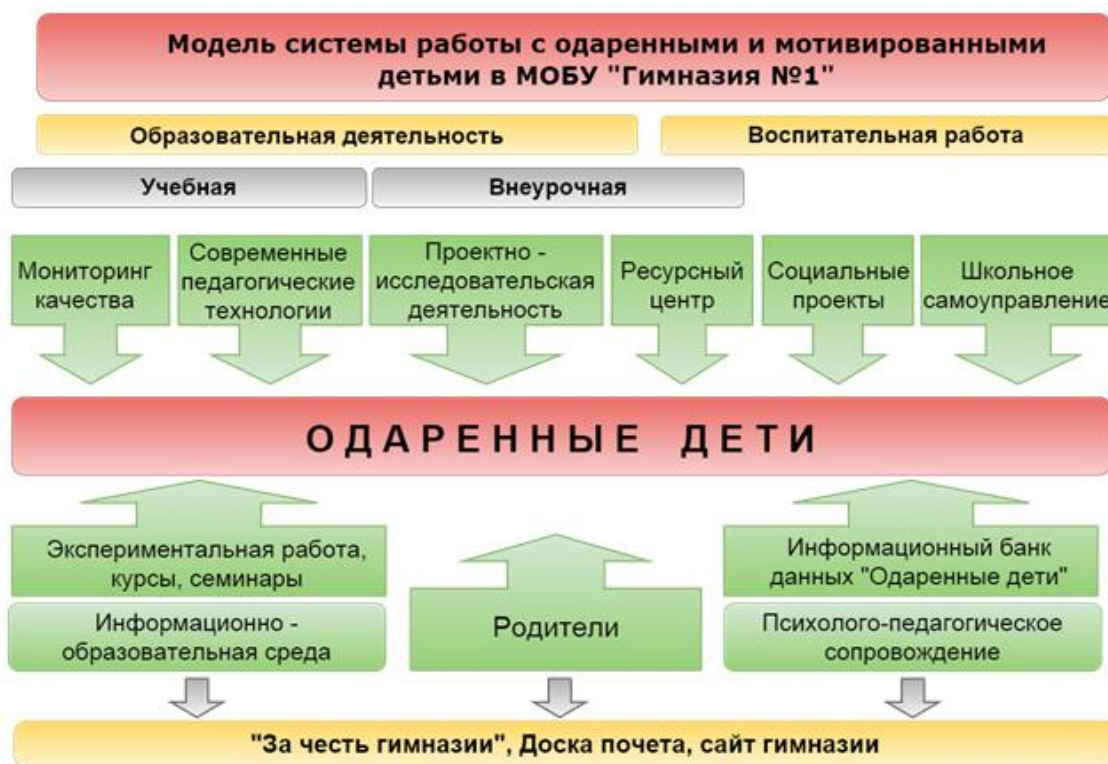 Модель системы работы с одаренными и мотивированными
детьми в МОБУ "Гимназия №1"
Образовательная деятельность
Воспитательная работа
Учебная
Внеурочная
Мониторинг
качества
Современные
педагогические
технологии
Проектно -
исследовательская
деятельность
Ресурсный
центр
Социальные
проекты
Школьное
самоуправление
ОДАРЕННЫЕ ДЕТИ
Экспериментальная работа,
курсы, семинары
Информационно -
образовательная среда
Родители
Информационный банк
данных "Одаренные дети"
Психолого-педагогическое
сопровождение
"За честь гимназии", Доска почета, сайт гимназии